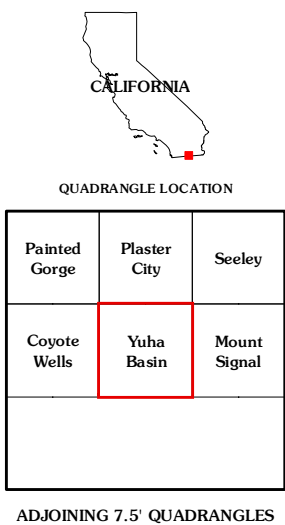 CALIFORNIA
QUADRANGLE LOCATION
Painted
Gorge
Plaster
City
Seeley
Coyote
Wells
Yuha
Basin
Mount
Signal
ADJOINING 7.5' QUADRANGLES